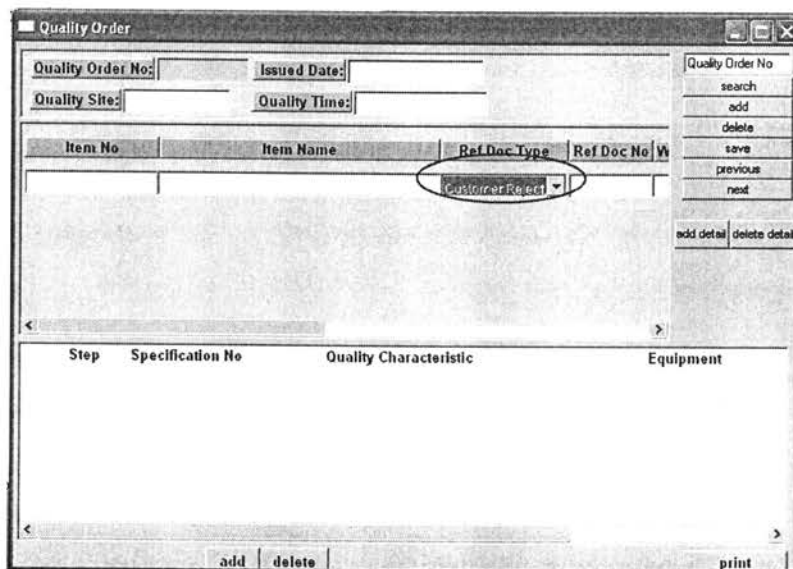 Quality Order
Quality Order No: Issued Date:
Quality Site: Quality Time:
Item No Item Name Ref Doc Type Ref Doc No W
Customer Reject
Quality Order No
search
add
delete
save
previous
next
add detail delete detail
Step Specification No Quality Characteristic Equipment
add delete print